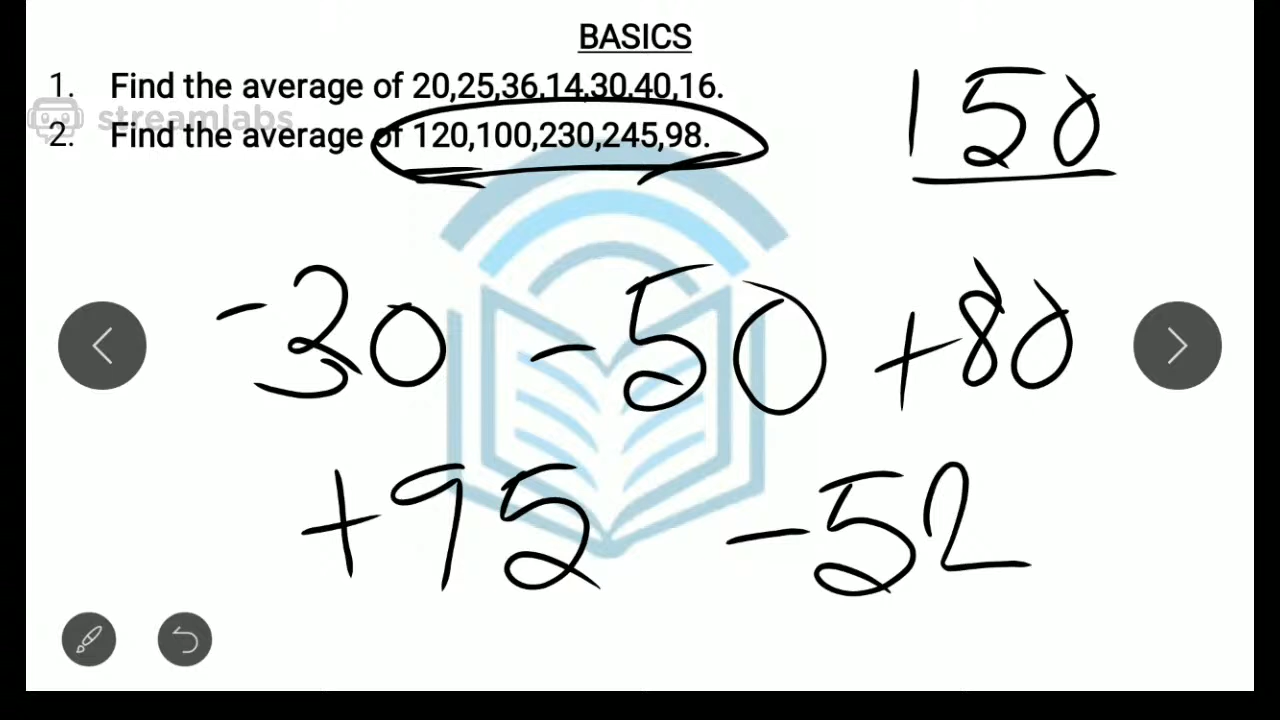 BASICS
1. Find the average of 20,25,36,14,30,40,16.
streamlabs
2. Find the average of 120,100,230,245,98.
150
-30 -50 +80
+95 -52